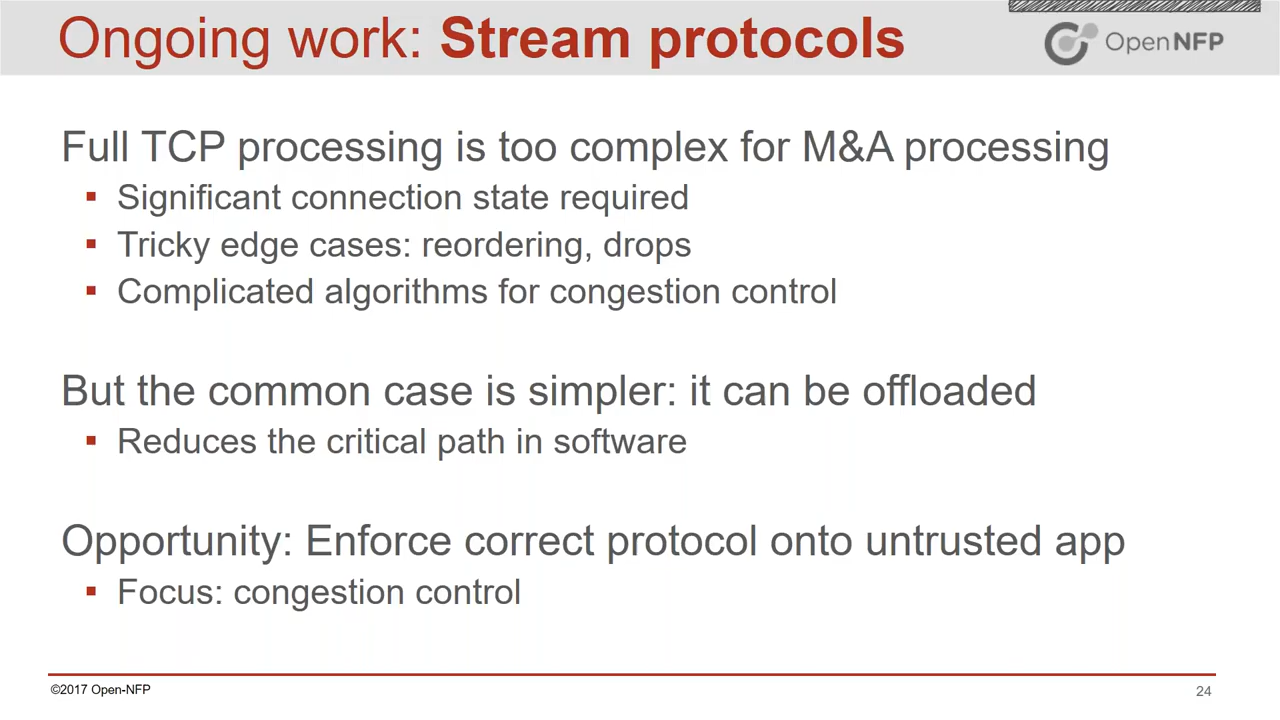 Ongoing work: Stream protocols
Open NFP
Full TCP processing is too complex for M&A processing
▪ Significant connection state required
▪ Tricky edge cases: reordering, drops
▪ Complicated algorithms for congestion control
But the common case is simpler: it can be offloaded
▪ Reduces the critical path in software
Opportunity: Enforce correct protocol onto untrusted app
▪ Focus: congestion control
©2017 Open-NFP
24